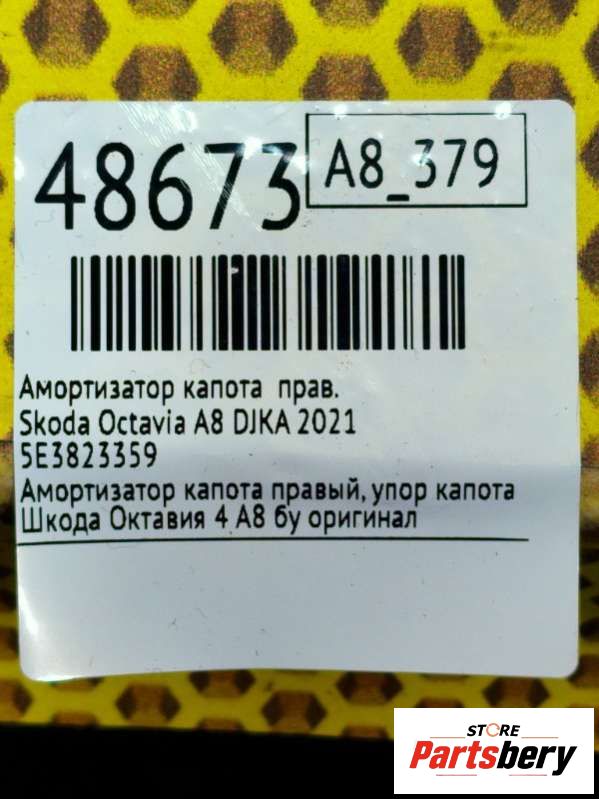 48673
A8_379
Амортизатор капота прав.
Skoda Octavia A8 DJKA 2021
5E3823359
Амортизатор капота правый, упор капота
Шкода Октавия 4 А8 бу оригинал
STORE
Partsbery